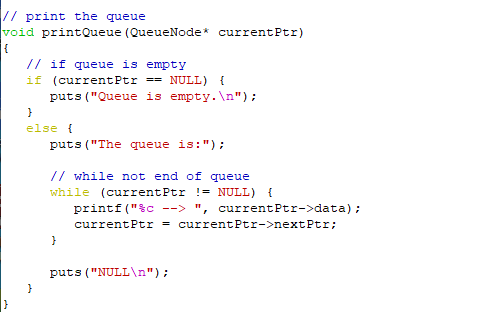 // print the queue
void printQueue(QueueNode* currentPtr)
{
   // if queue is empty
   if (currentPtr == NULL) {
      puts("Queue is empty.\n");
   }
   else {
      puts("The queue is:");

      // while not end of queue
      while (currentPtr != NULL) {
         printf("%c --> ", currentPtr->data);
         currentPtr = currentPtr->nextPtr;
      }

      puts("NULL\n");
   }
}